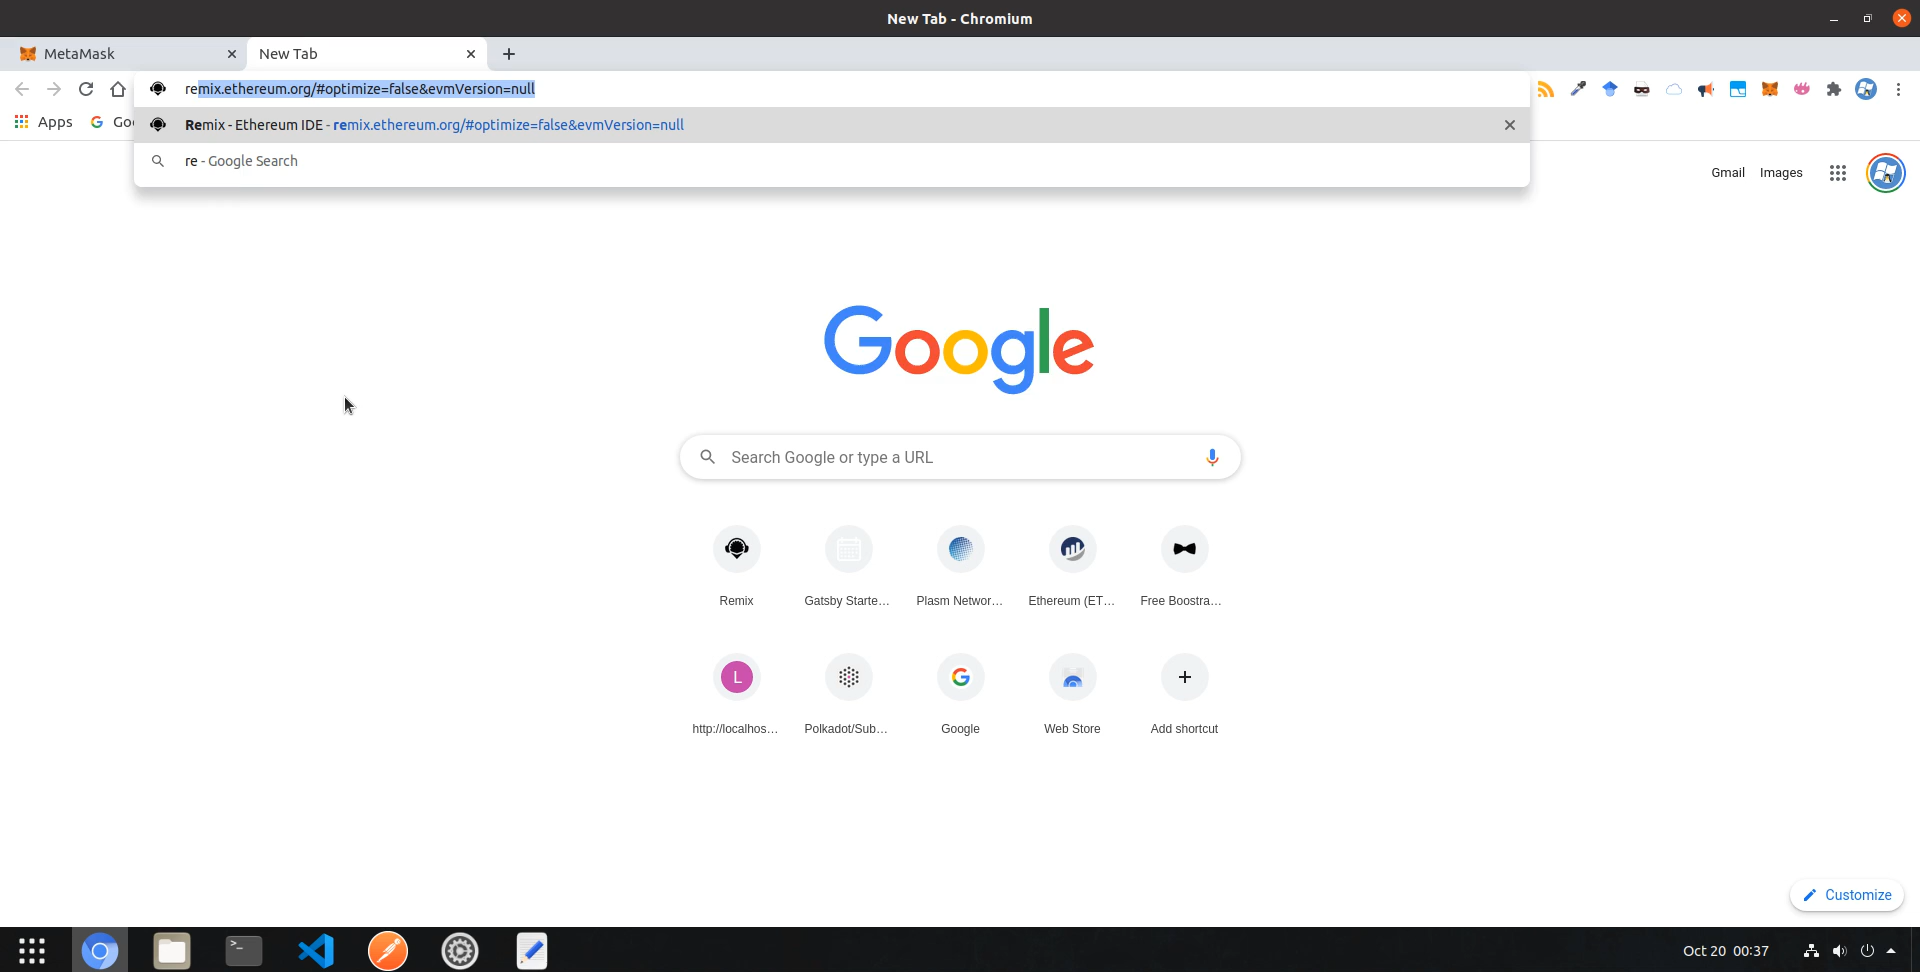 New Tab - Chromium
MetaMask
New Tab
remix.ethereum.org/#optimize=false&evmVersion=null
Apps
Remix - Ethereum IDE - remix.ethereum.org/#optimize=false&evmVersion=null
re - Google Search
Gmail Images
Google
Search Google or type a URL
Remix
Gatsby Starte...
Plasm Networ...
Ethereum (ET...
Free Boostra...
L
http://localhos...
Polkadot/Sub...
Google
Web Store
Add shortcut
Customize
Oct 20 00:37